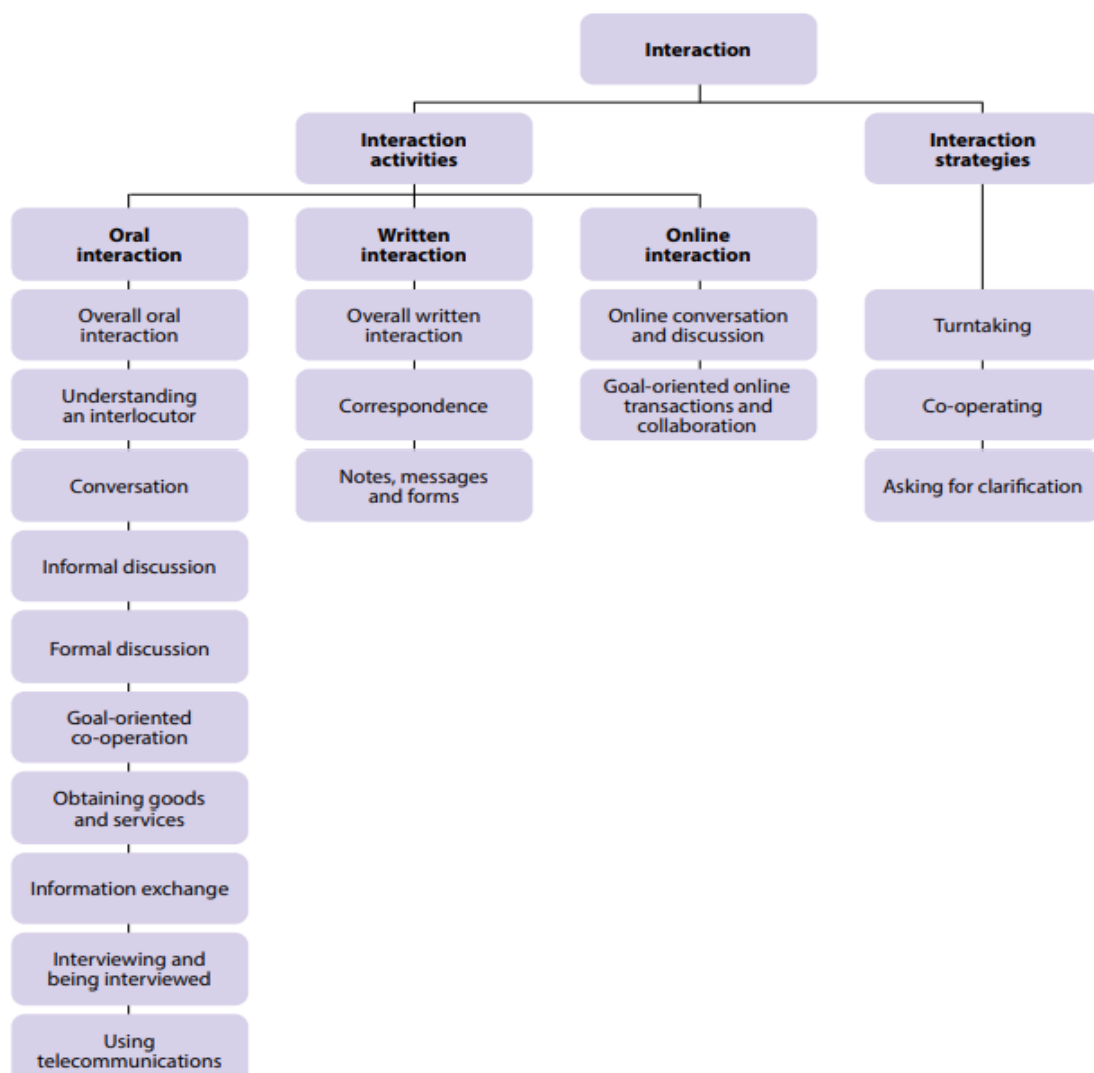 Interaction
Interaction
activities
Interaction
strategies
Oral
interaction
Written
interaction
Online
interaction
Overall oral
interaction
Overall written
interaction
Online conversation
and discussion
Turntaking
Understanding
an interlocutor
Correspondence
Goal-oriented online
transactions and
collaboration
Co-operating
Conversation
Notes, messages
and forms
Asking for clarification
Informal discussion
Formal discussion
Goal-oriented
co-operation
Obtaining goods
and services
Information exchange
Interviewing and
being interviewed
Using
telecommunications